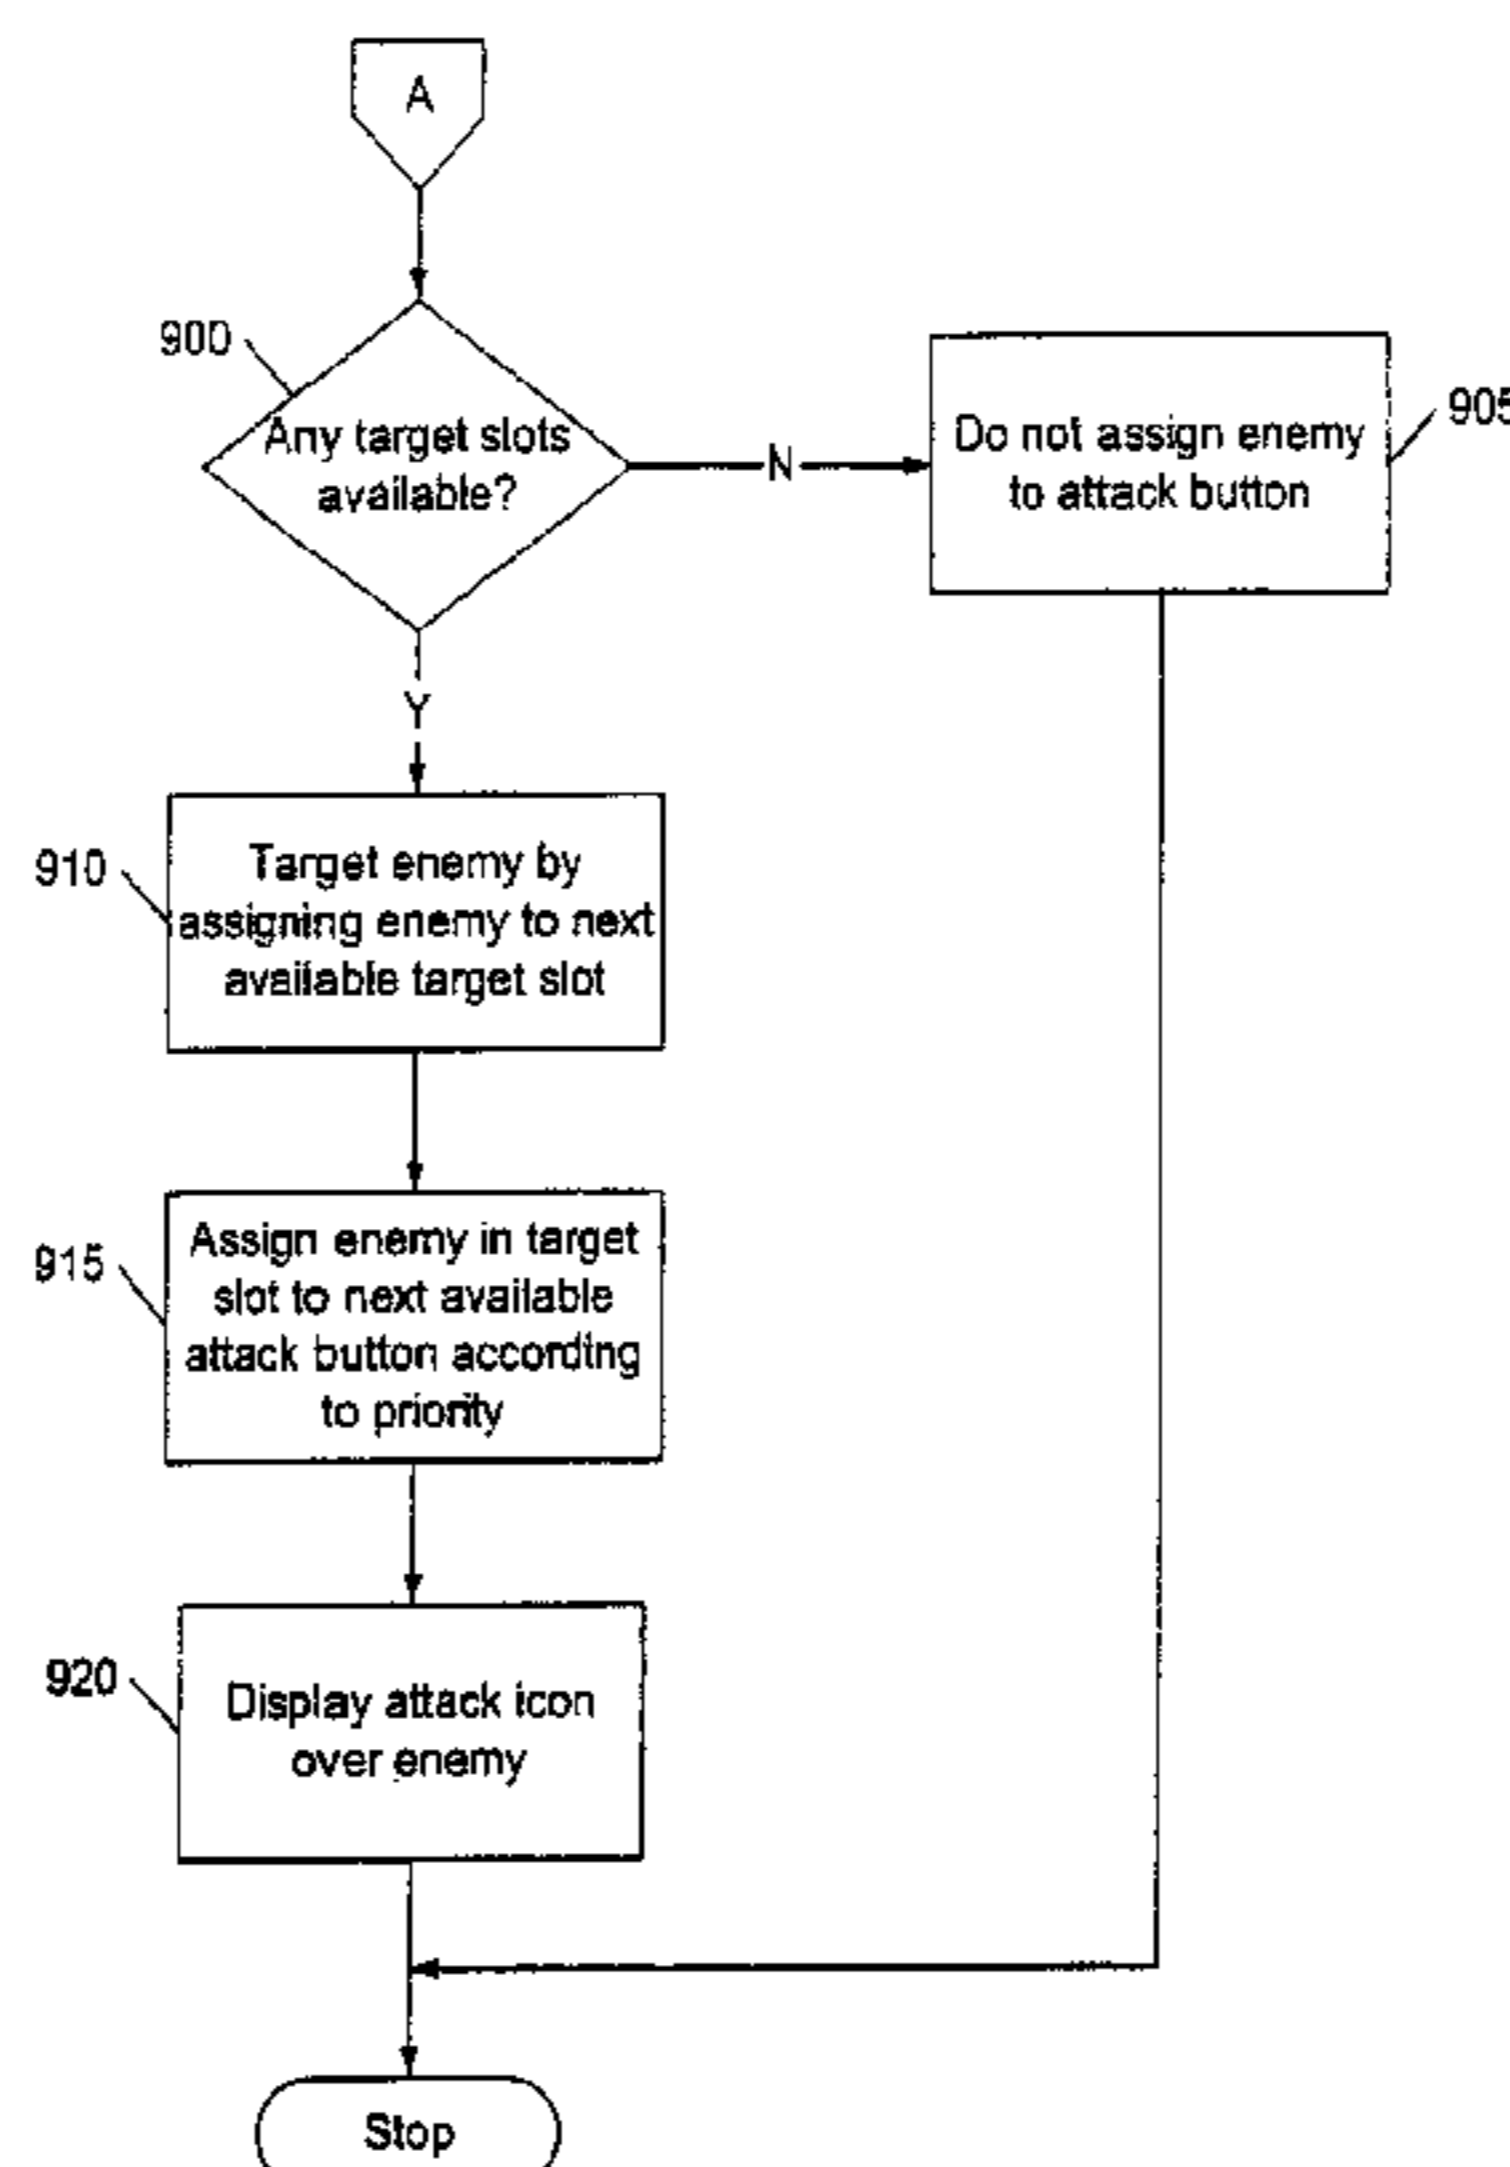 A
900
Any target slots
available?
N
Do not assign enemy
to attack button
905
Y
910
Target enemy by
assigning enemy to next
available target slot
915
Assign enemy in target
slot to next available
attack button according
to priority
920
Display attack icon
over enemy
Stop